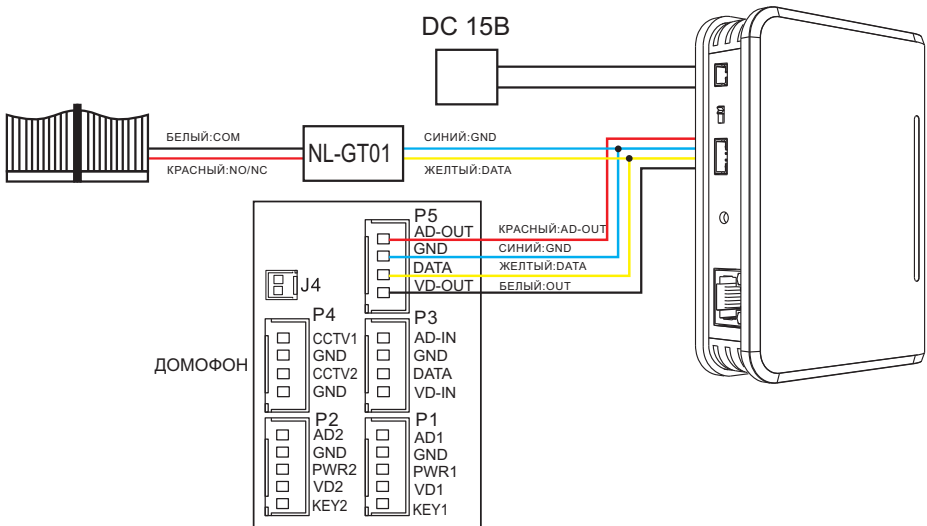 DC 15В
БЕЛЫЙ:COM
КРАСНЫЙ:NO/NC
NL-GT01
СИНИЙ:GND
ЖЕЛТЫЙ:DATA
P5
AD-OUT
GND
DATA
VD-OUT
КРАСНЫЙ:AD-OUT
СИНИЙ:GND
ЖЕЛТЫЙ:DATA
БЕЛЫЙ:OUT
J4
P4
CCTV1
GND
CCTV2
GND
P3
AD-IN
GND
DATA
VD-IN
ДОМОФОН
P2
AD2
GND
PWR2
VD2
KEY2
P1
AD1
GND
PWR1
VD1
KEY1